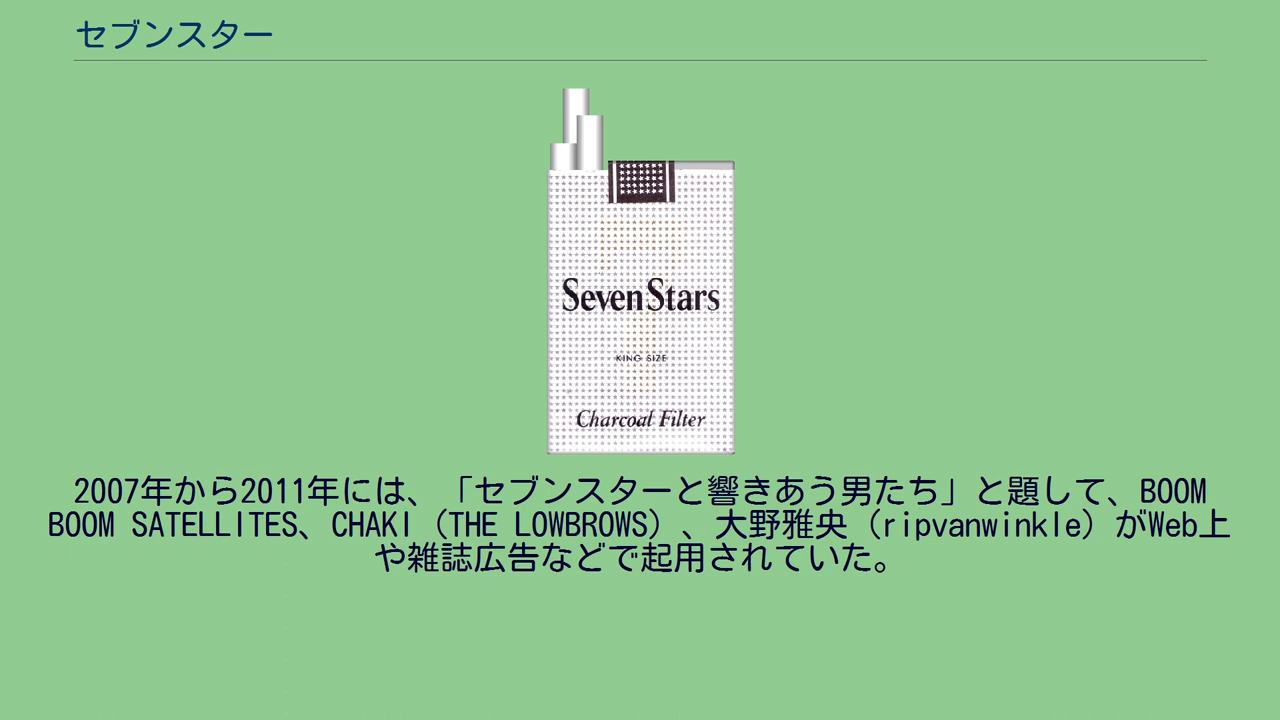 セブンスター
Seven Stars
KING SIZE
Charcoal Filter
2007年から2011年には、「セブンスターと響きあう男たち」と題して、BOOM
BOOM SATELLITES、CHAKI（THE LOWBROWS）、大野雅央（ripvanwinkle）がWeb上
や雑誌広告などで起用されていた。